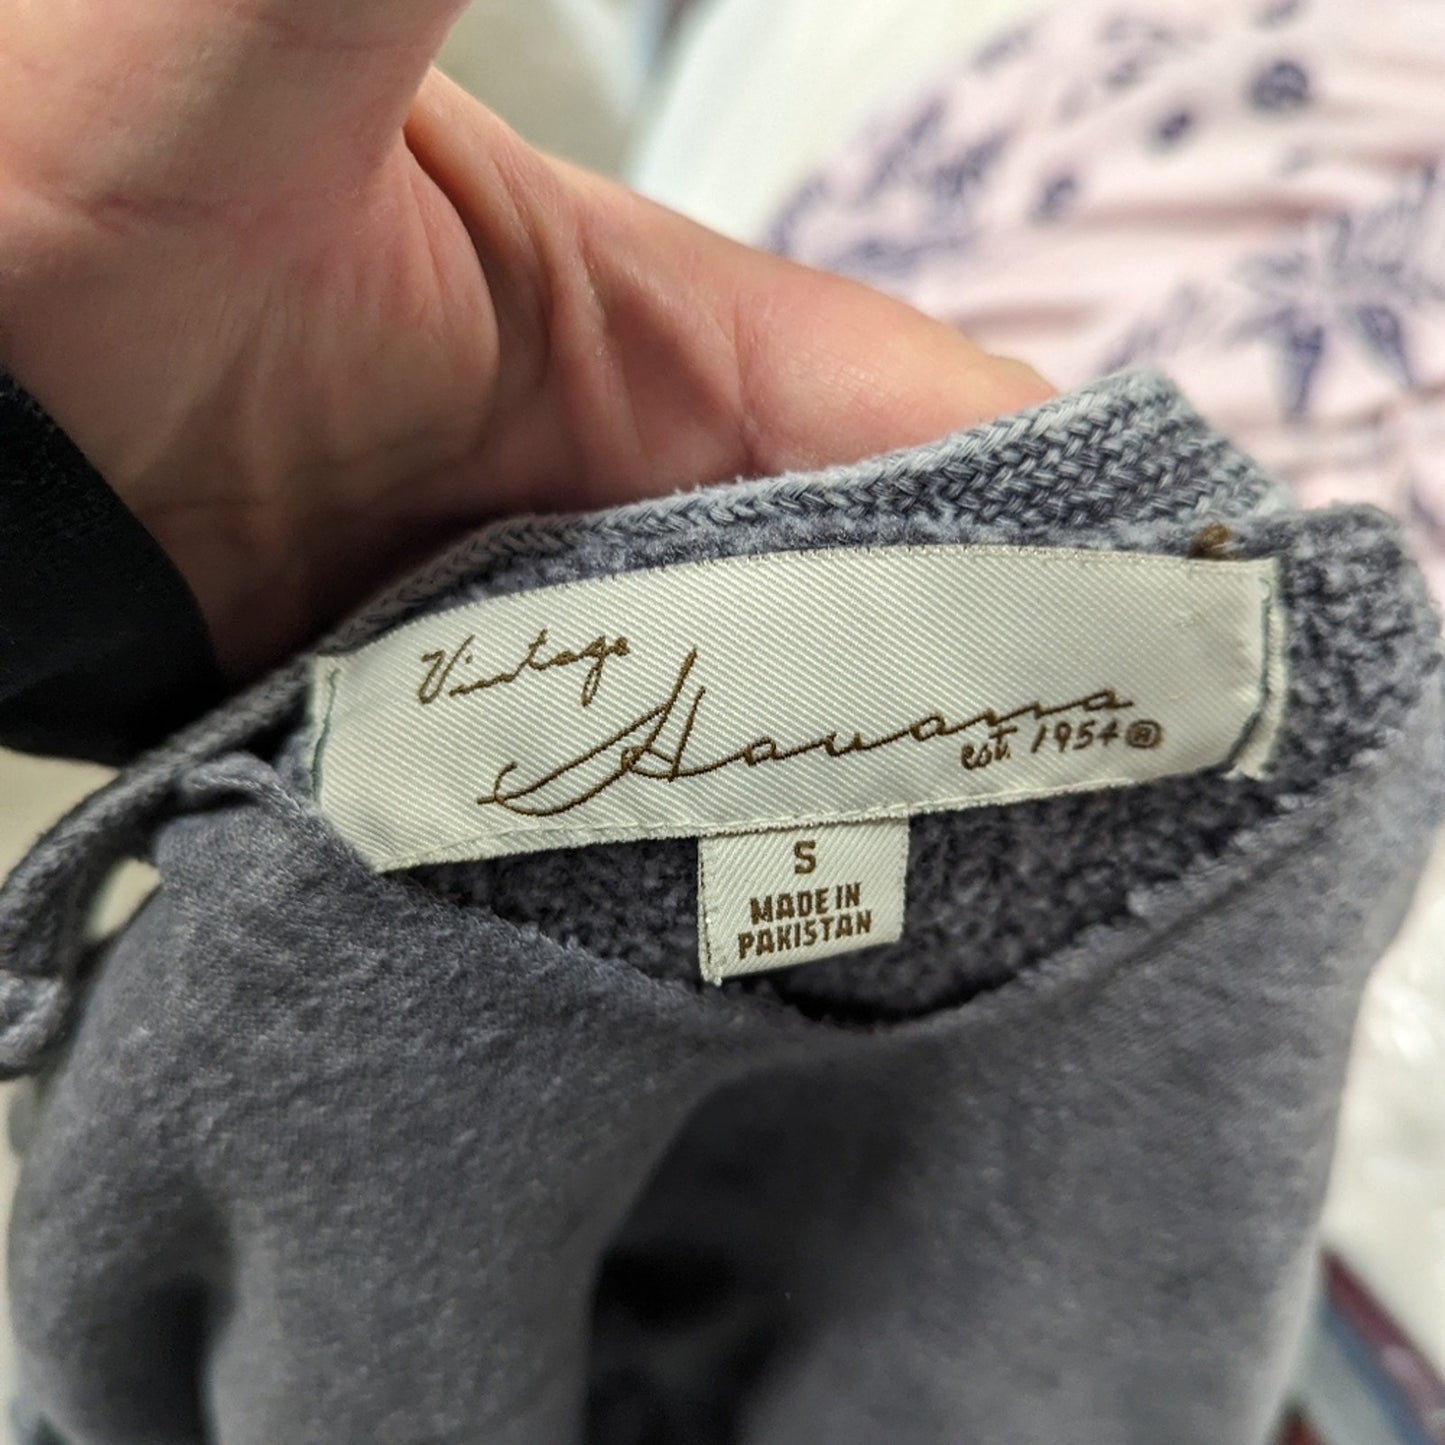 Vintage
Havana
est. 1954®
S
MADE IN
PAKISTAN